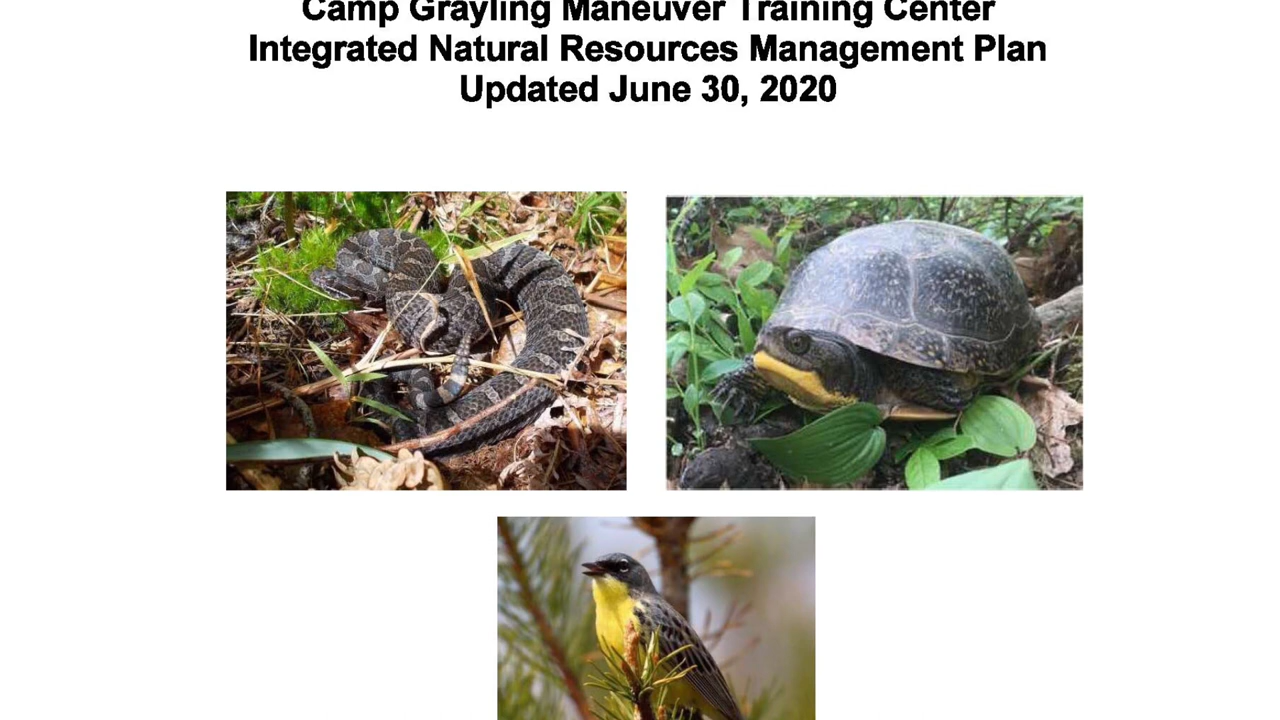 Camp Grayling Maneuver Training Center
Integrated Natural Resources Management Plan
Updated June 30, 2020